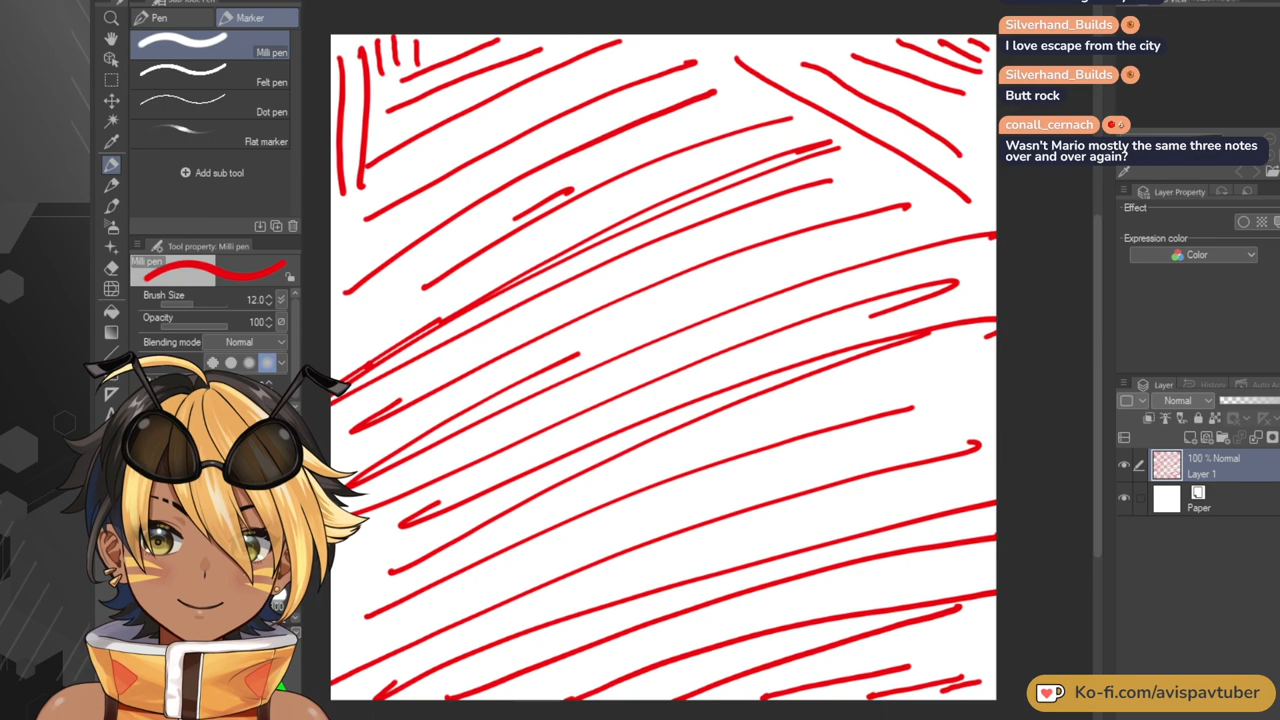 Pen
Marker
Milli pen
Felt pen
Dot pen
Flat marker
Add sub tool
Tool property: Milli pen
Milli pen
Brush Size
12.0
Opacity
100
Blending mode
Normal
Silverhand_Builds
I love escape from the city
Silverhand_Builds
Butt rock
conall_cernach
6
Wasn't Mario mostly the same three notes
over and over again?
Layer Property
Effect
Expression color
Color
Layer
History
Normal
100 % Normal
Layer 1
Paper
Ko-fi.com/avispavtuber